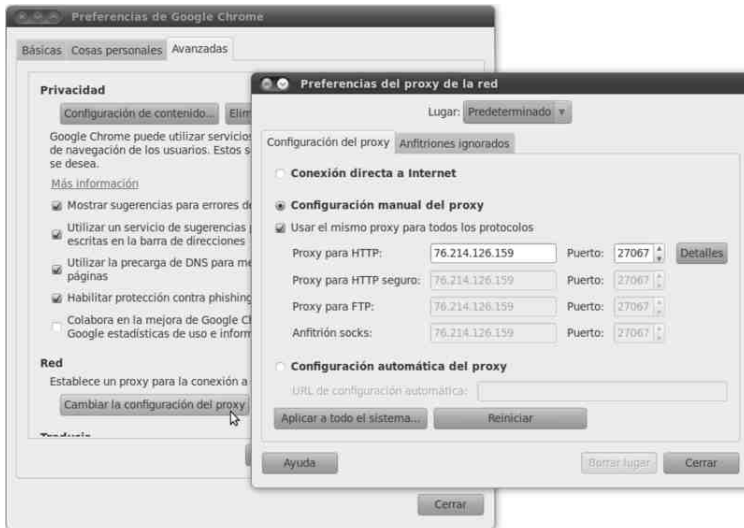 Preferencias de Google Chrome
Básicas Cosas personales Avanzadas
Privacidad
Configuración de contenido... Elim
Google Chrome puede utilizar servicios
de navegación de los usuarios. Estos s
se desea.
Más información
Mostrar sugerencias para errores de
Utilizar un servicio de sugerencias
escritas en la barra de direcciones
Utilizar la precarga de DNS para me
páginas
Habilitar protección contra phishing
Colabora en la mejora de Google Ch
Google estadísticas de uso e inform
Red
Establece un proxy para la conexión a
Cambiar la configuración del proxy
Cerrar
Preferencias del proxy de la red
Lugar: Predeterminado
Configuración del proxy Anfitriones ignorados
Conexión directa a Internet
Configuración manual del proxy
Usar el mismo proxy para todos los protocolos
Proxy para HTTP: 76.214.126.159 Puerto: 27067 Detalles
Proxy para HTTP seguro: 76.214.126.159 Puerto: 27067
Proxy para FTP: 76.214.126.159 Puerto: 27067
Anfitrión socks: 76.214.126.159 Puerto: 27067
Configuración automática del proxy
URL de configuración automática:
Aplicar a todo el sistema... Reiniciar
Ayuda Borrar lugar Cerrar